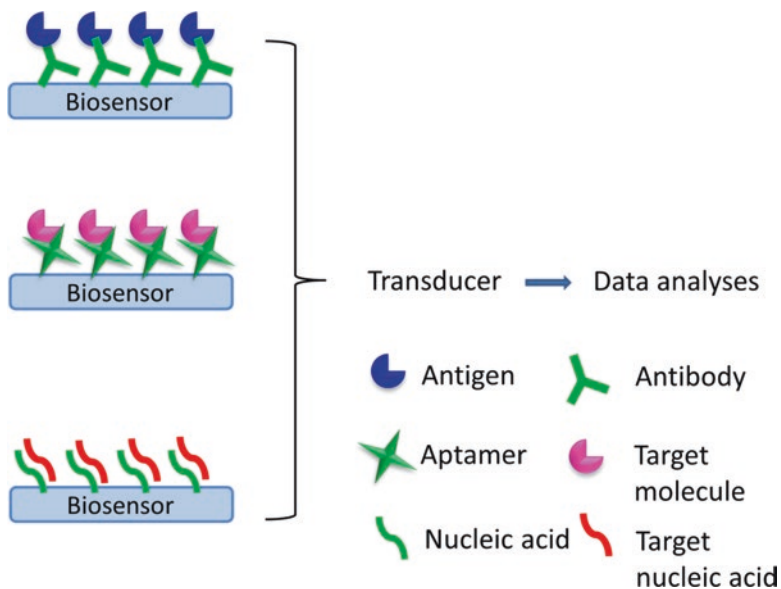 Biosensor
Biosensor
Biosensor
Transducer
Data analyses
Antigen
Antibody
Aptamer
Target
molecule
Nucleic acid
Target
nucleic acid